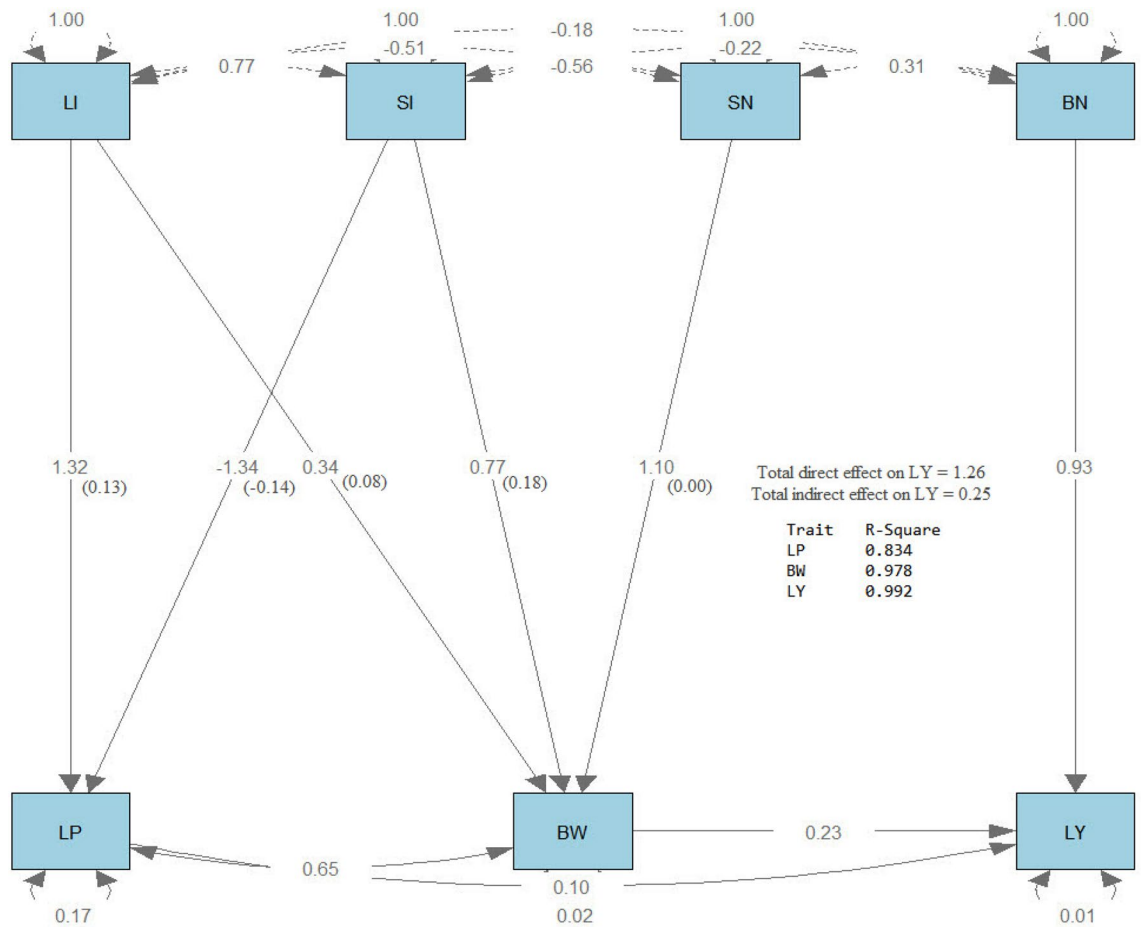 1.00 1.00 1.00 1.00
-0.18
-0.51 -0.22
0.77 -0.56 0.31
LI SI SN BN
1.32 -1.34 0.34 0.77 1.10 0.93
(0.13) (-0.14) (0.08) (0.18) (0.00)
Total direct effect on LY = 1.26
Total indirect effect on LY = 0.25
Trait R-Square
LP 0.834
BW 0.978
LY 0.992
LP BW 0.23 LY
0.65
0.10
0.17 0.02 0.01